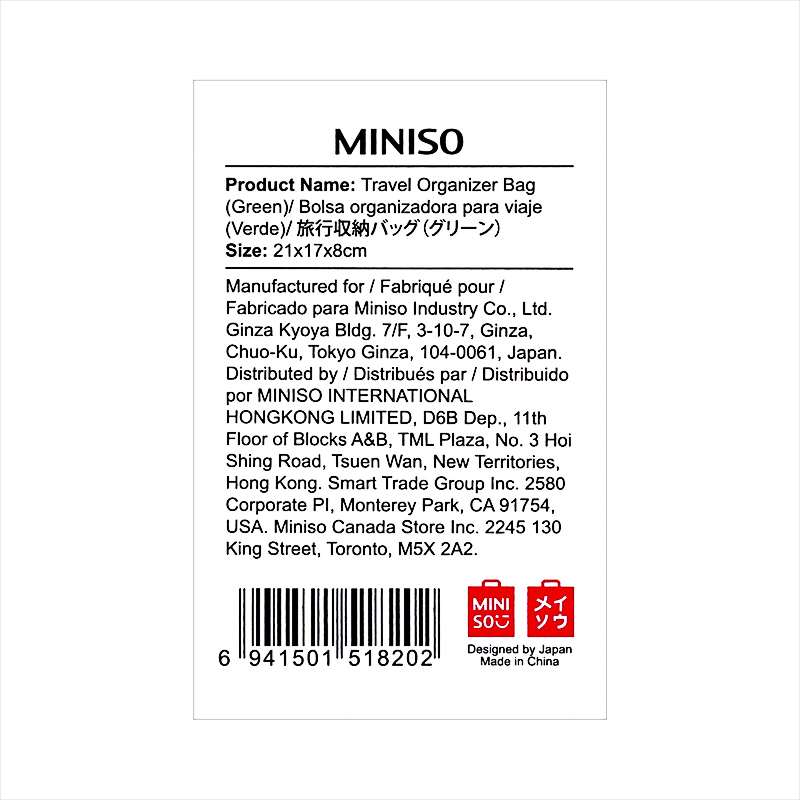 MINISO
Product Name: Travel Organizer Bag
(Green)/ Bolsa organizadora para viaje
(Verde)/ 旅行収納バッグ(グリーン)
Size: 21x17x8cm
Manufactured for / Fabriqué pour /
Fabricado para Miniso Industry Co., Ltd.
Ginza Kyoya Bldg. 7/F, 3-10-7, Ginza,
Chuo-Ku, Tokyo Ginza, 104-0061, Japan.
Distributed by / Distribués par / Distribuido
por MINISO INTERNATIONAL
HONGKONG LIMITED, D6B Dep., 11th
Floor of Blocks A&B, TML Plaza, No. 3 Hoi
Shing Road, Tsuen Wan, New Territories,
Hong Kong. Smart Trade Group Inc. 2580
Corporate Pl, Monterey Park, CA 91754,
USA. Miniso Canada Store Inc. 2245 130
King Street, Toronto, M5X 2A2.
MINI
SO
メイ
ソウ
6 941501 518202
Designed by Japan
Made in China